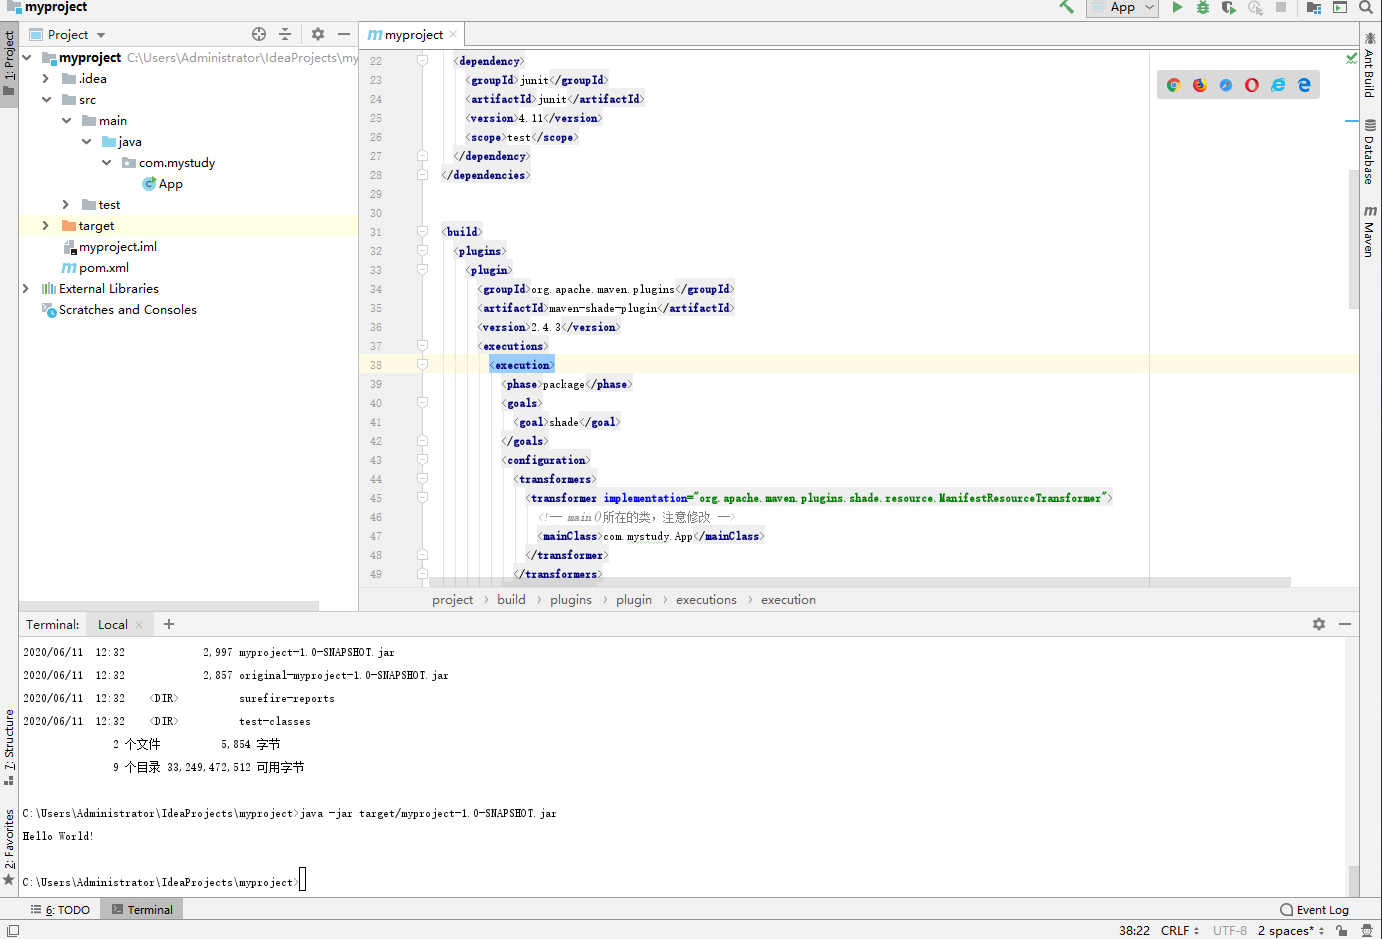 myproject
App
Project
myproject
1: Project
myproject C:\Users\Administrator\IdeaProjects\my
.idea
src
main
java
com.mystudy
App
test
target
myproject.iml
pom.xml
External Libraries
Scratches and Consoles
22 <dependency>
23 <groupId>junit</groupId>
24 <artifactId>junit</artifactId>
25 <version>4.11</version>
26 <scope>test</scope>
27 </dependency>
28 </dependencies>
29
30
31 <build>
32 <plugins>
33 <plugin>
34 <groupId>org.apache.maven.plugins</groupId>
35 <artifactId>maven-shade-plugin</artifactId>
36 <version>2.4.3</version>
37 <executions>
38 <execution>
39 <phase>package</phase>
40 <goals>
41 <goal>shade</goal>
42 </goals>
43 <configuration>
44 <transformers>
45 <transformer implementation="org.apache.maven.plugins.shade.resource.ManifestResourceTransformer">
46 <!-- main()所在的类，注意修改 -->
47 <mainClass>com.mystudy.App</mainClass>
48 </transformer>
49 </transformers>
Ant Build
Database
m Maven
project › build › plugins › plugin › executions › execution
Terminal: Local +
2020/06/11 12:32 2,997 myproject-1.0-SNAPSHOT.jar
2020/06/11 12:32 2,857 original-myproject-1.0-SNAPSHOT.jar
2020/06/11 12:32 <DIR> surefire-reports
2020/06/11 12:32 <DIR> test-classes
2 个文件 5,854 字节
9 个目录 33,249,472,512 可用字节
C:\Users\Administrator\IdeaProjects\myproject>java -jar target/myproject-1.0-SNAPSHOT.jar
Hello World!
C:\Users\Administrator\IdeaProjects\myproject>
7: Structure
2: Favorites
6: TODO
Terminal
Event Log
38:22 CRLF UTF-8 2 spaces*